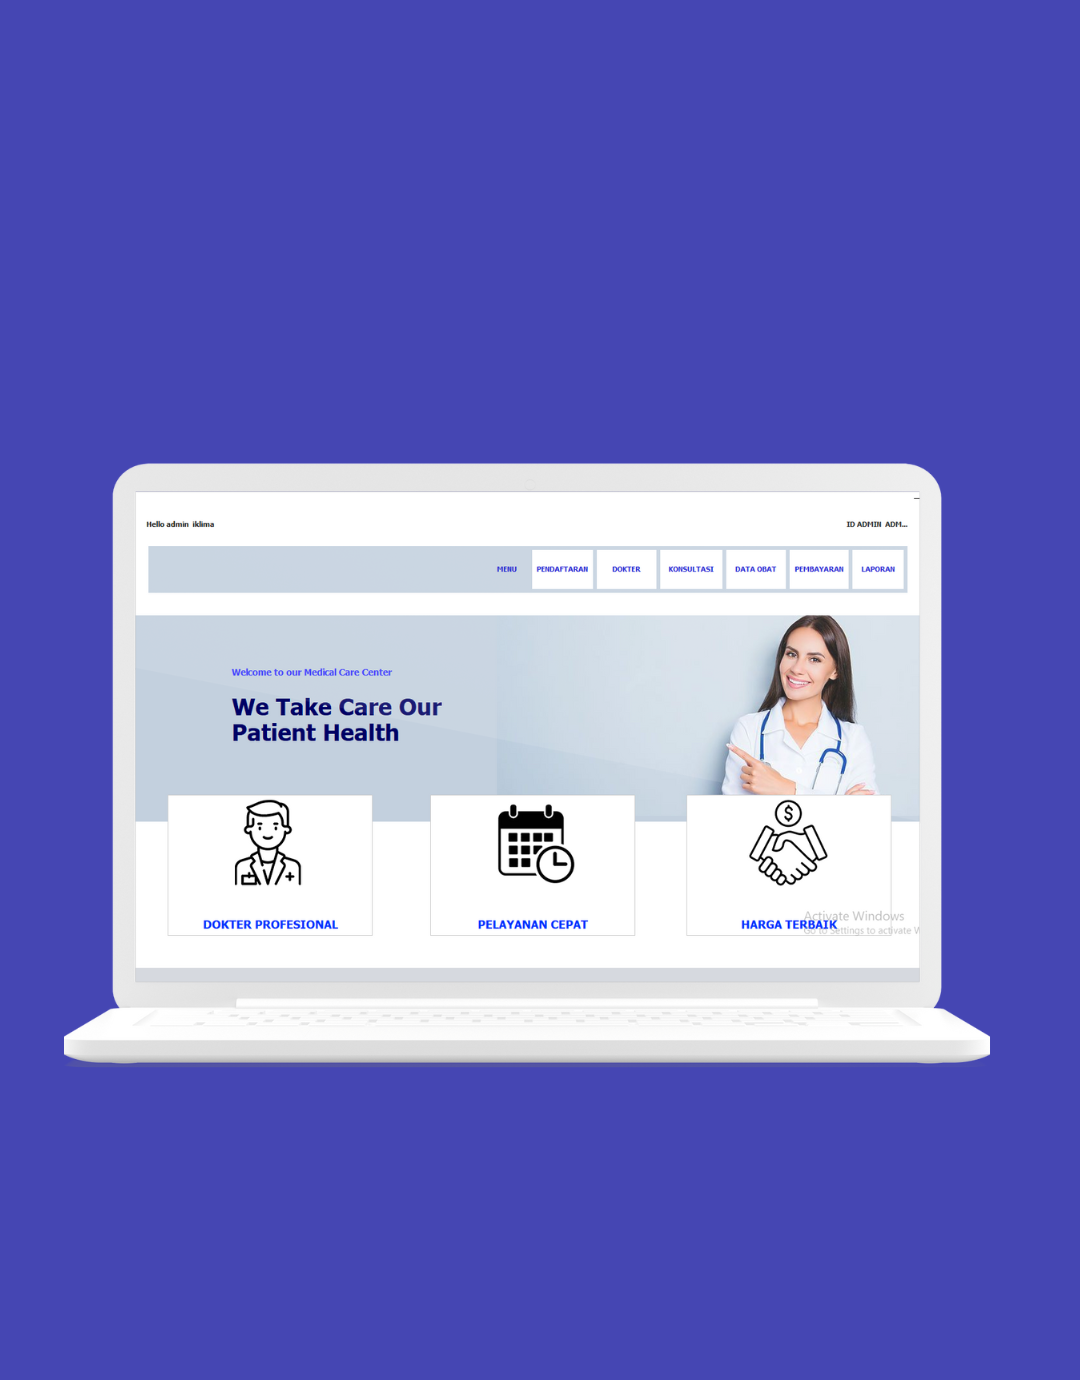 Hello admin iklima
ID ADMIN ADM...
MENU
PENDAFTARAN
DOKTER
KONSULTASI
DATA OBAT
PEMBAYARAN
LAPORAN
Welcome to our Medical Care Center
We Take Care Our
Patient Health
$
DOKTER PROFESIONAL
PELAYANAN CEPAT
HARGA TERBAIK
Activate Windows
Go to Settings to activate W